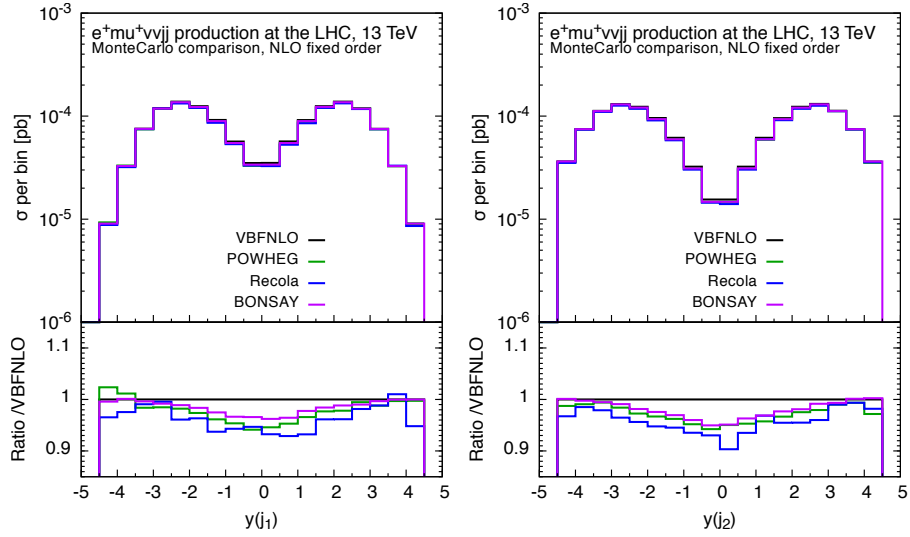 e+mu+vvjj production at the LHC, 13 TeV
MonteCarlo comparison, NLO fixed order
10-3
10-4
10-5
10-6
σ per bin [pb]
VBFNLO
POWHEG
Recola
BONSAY
Ratio /VBFNLO
1.1
1
0.9
-5 -4 -3 -2 -1 0 1 2 3 4 5
y(j1)
e+mu+vvjj production at the LHC, 13 TeV
MonteCarlo comparison, NLO fixed order
10-3
10-4
10-5
10-6
σ per bin [pb]
VBFNLO
POWHEG
Recola
BONSAY
Ratio /VBFNLO
1.1
1
0.9
-5 -4 -3 -2 -1 0 1 2 3 4 5
y(j2)